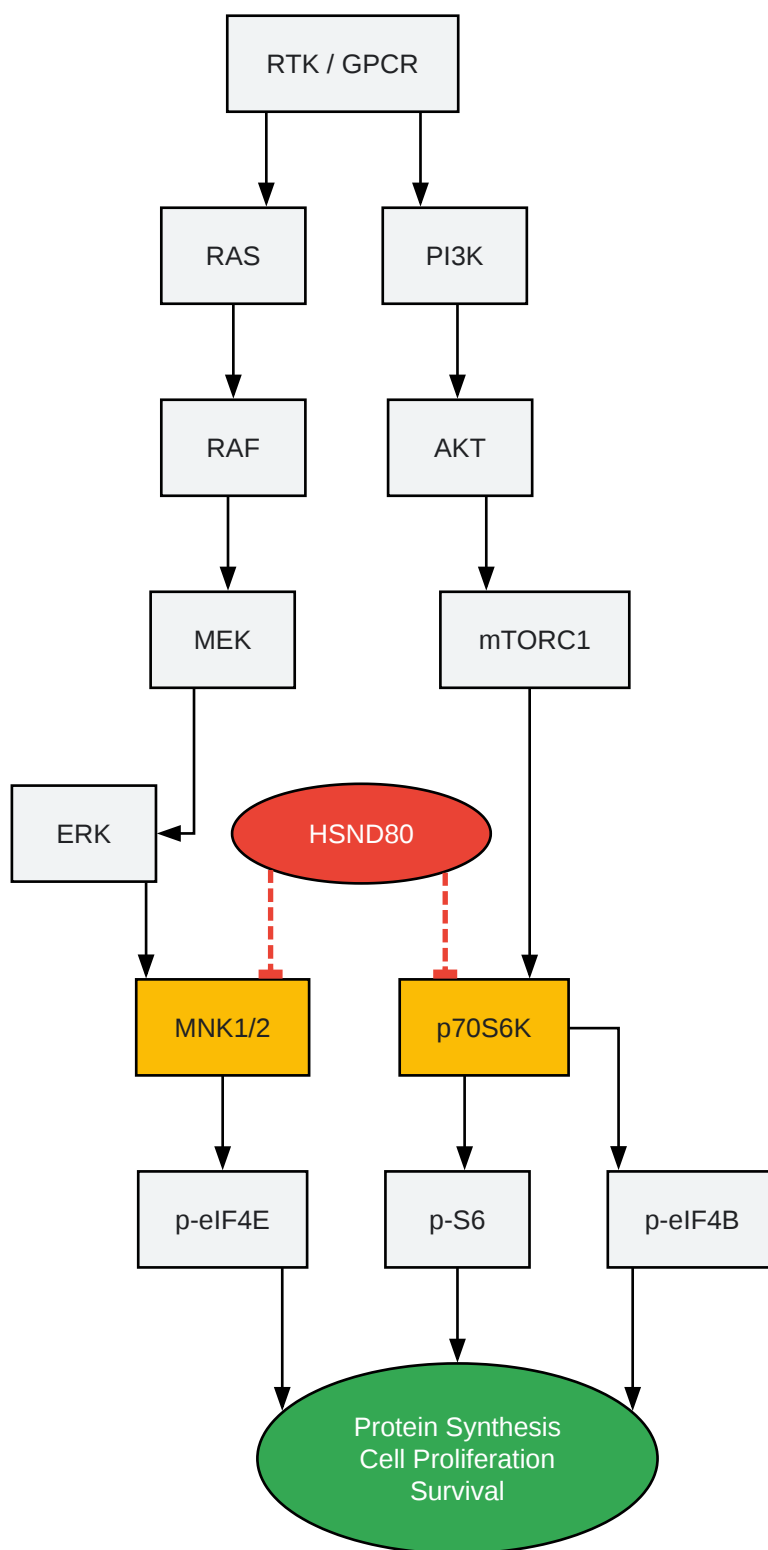 RTK / GPCR
RAS
PI3K
RAF
AKT
MEK
mTORC1
ERK
HSND80
MNK1/2
p70S6K
p-eIF4E
p-S6
p-eIF4B
Protein Synthesis
Cell Proliferation
Survival